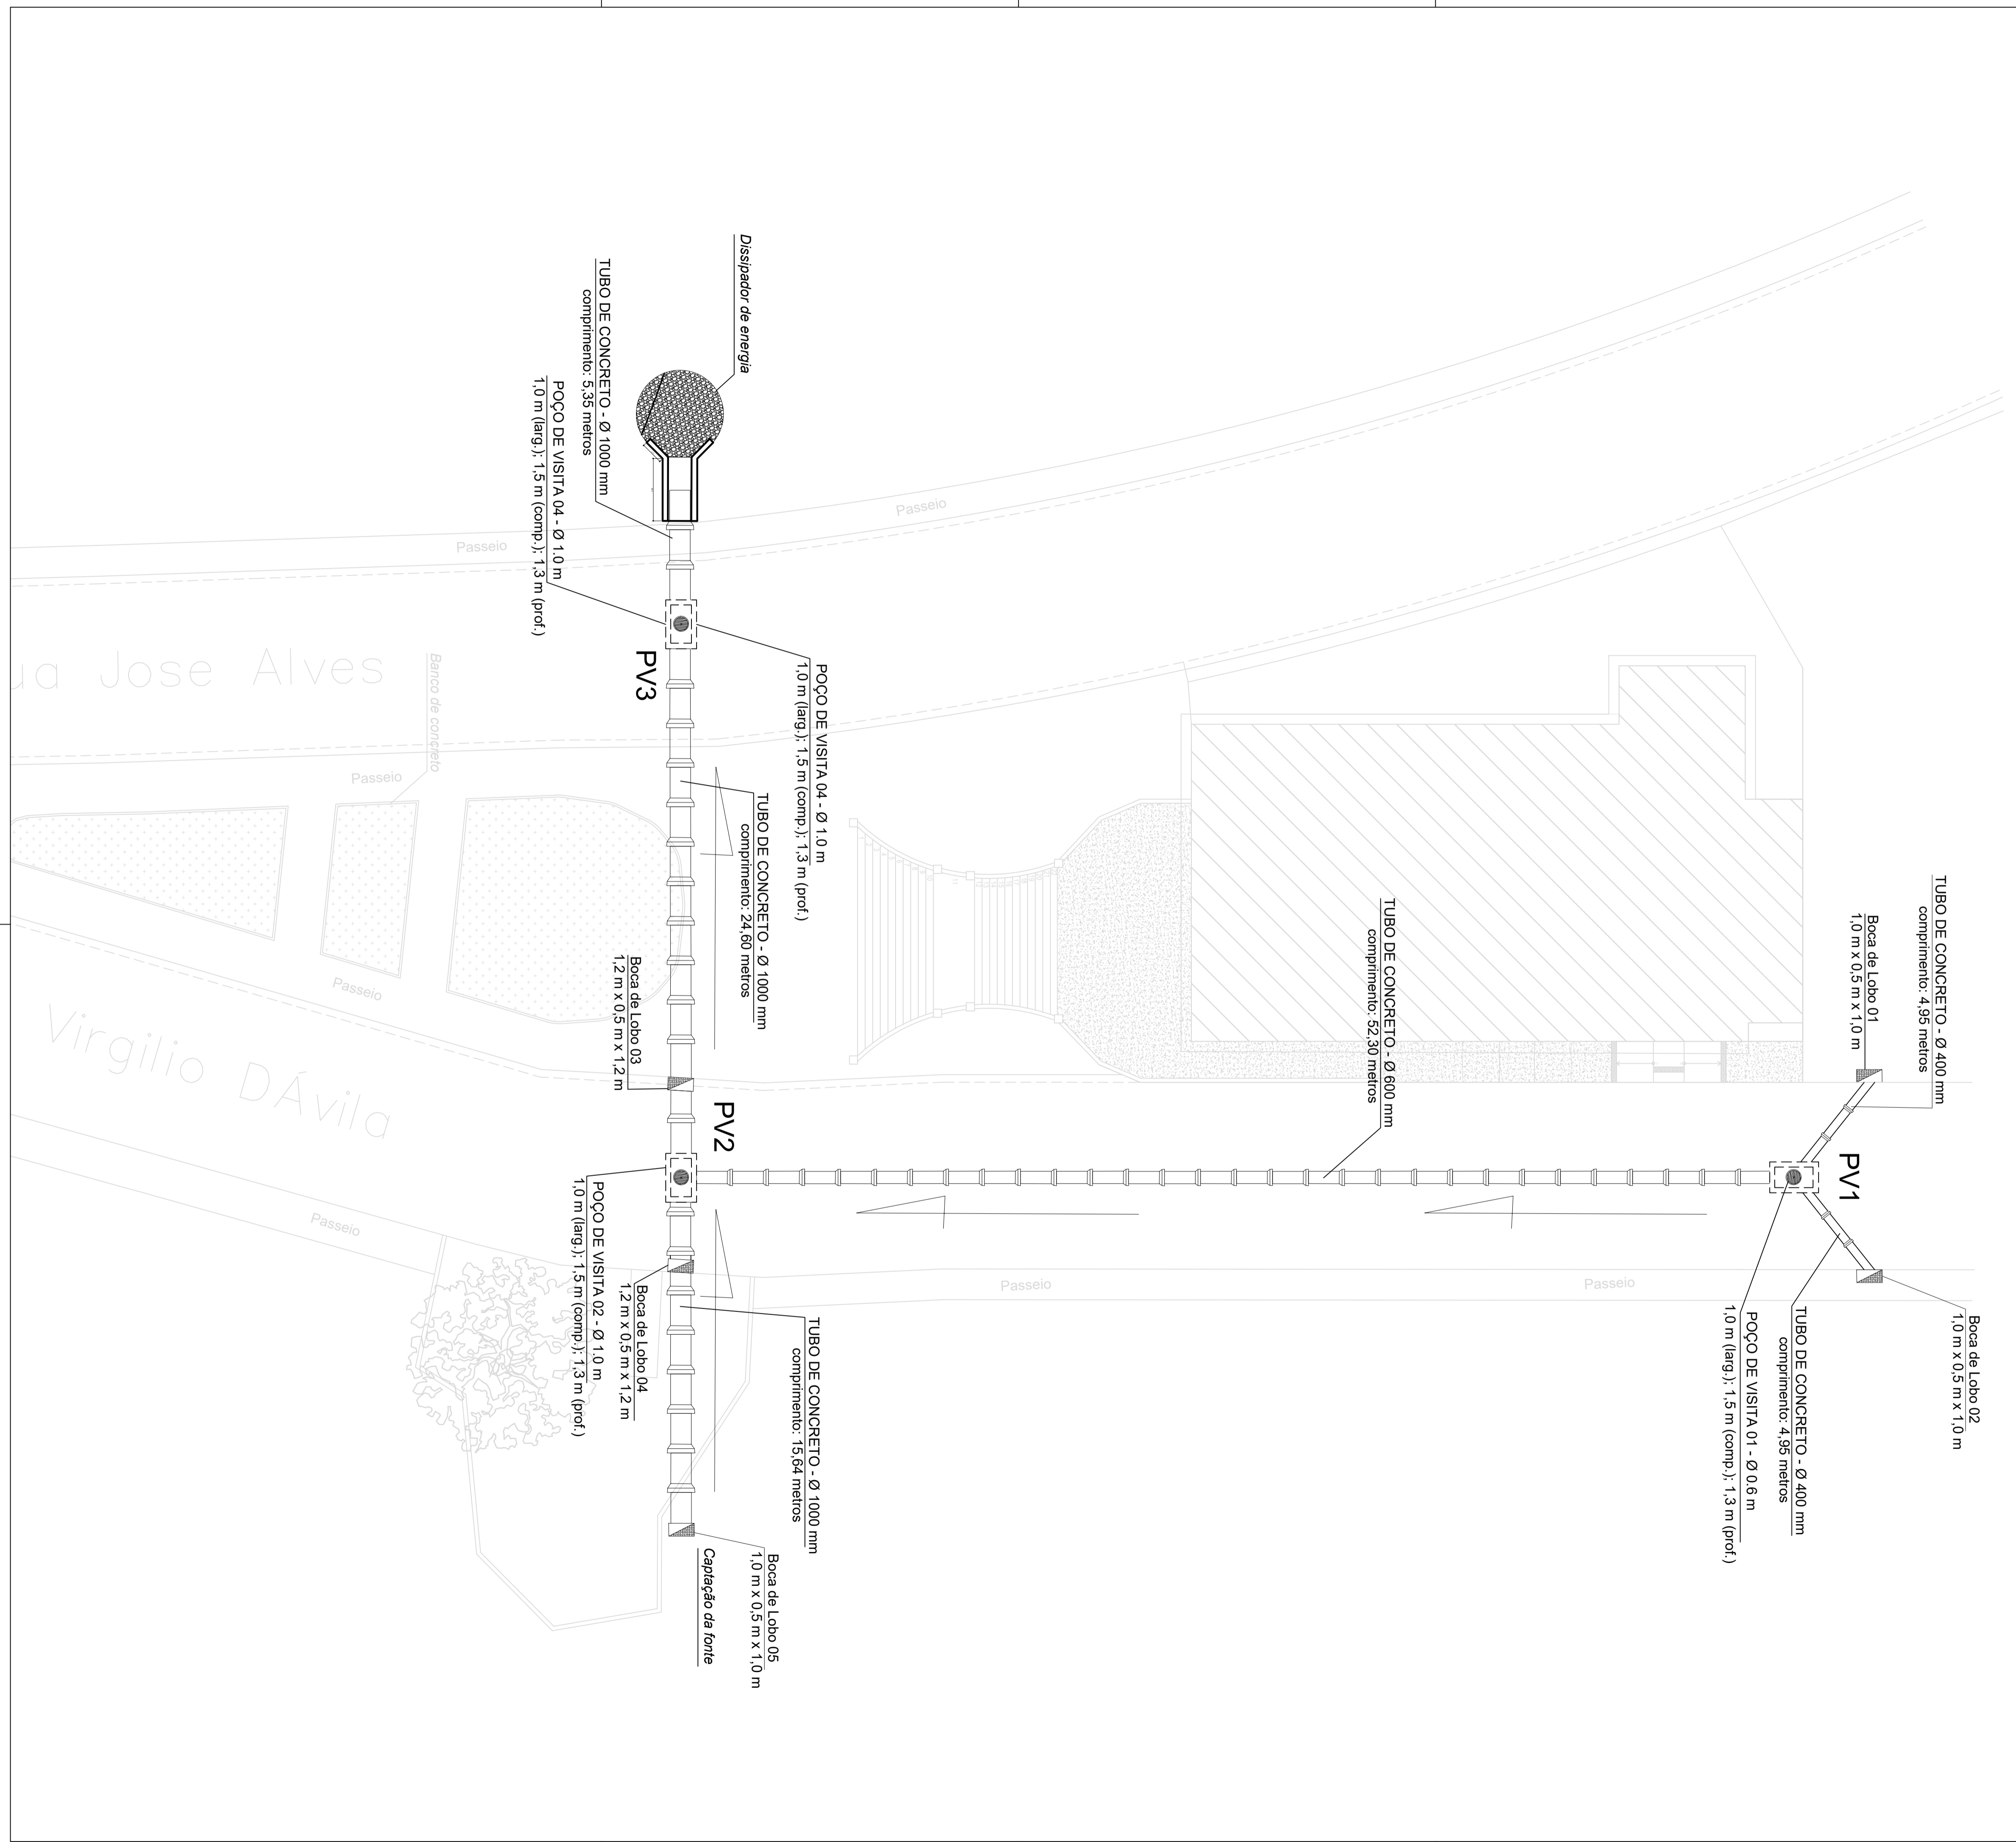 Dissipador de energia
TUBO DE CONCRETO - Ø 1000 mm
comprimento: 5,35 metros
POÇO DE VISITA 04 - Ø 1.0 m
1,0 m (larg.); 1,5 m (comp.); 1,3 m (prof.)
PV3
POÇO DE VISITA 04 - Ø 1.0 m
1,0 m (larg.); 1,5 m (comp.); 1,3 m (prof.)
TUBO DE CONCRETO - Ø 1000 mm
comprimento: 24,60 metros
Boca de Lobo 03
1,2 m x 0,5 m x 1,2 m
PV2
POÇO DE VISITA 02 - Ø 1.0 m
1,0 m (larg.); 1,5 m (comp.); 1,3 m (prof.)
Boca de Lobo 04
1,2 m x 0,5 m x 1,2 m
TUBO DE CONCRETO - Ø 1000 mm
comprimento: 15,64 metros
Boca de Lobo 05
1,0 m x 0,5 m x 1,0 m
Captação da fonte
TUBO DE CONCRETO - Ø 600 mm
comprimento: 52,30 metros
TUBO DE CONCRETO - Ø 400 mm
comprimento: 4,95 metros
Boca de Lobo 01
1,0 m x 0,5 m x 1,0 m
PV1
Boca de Lobo 02
1,0 m x 0,5 m x 1,0 m
TUBO DE CONCRETO - Ø 400 mm
comprimento: 4,95 metros
POÇO DE VISITA 01 - Ø 0.6 m
1,0 m (larg.); 1,5 m (comp.); 1,3 m (prof.)
Passeio
Passeio
ua Jose Alves
Banco de concreto
Passeio
Passeio
Virgilio DÁvila
Passeio
Passeio
Passeio